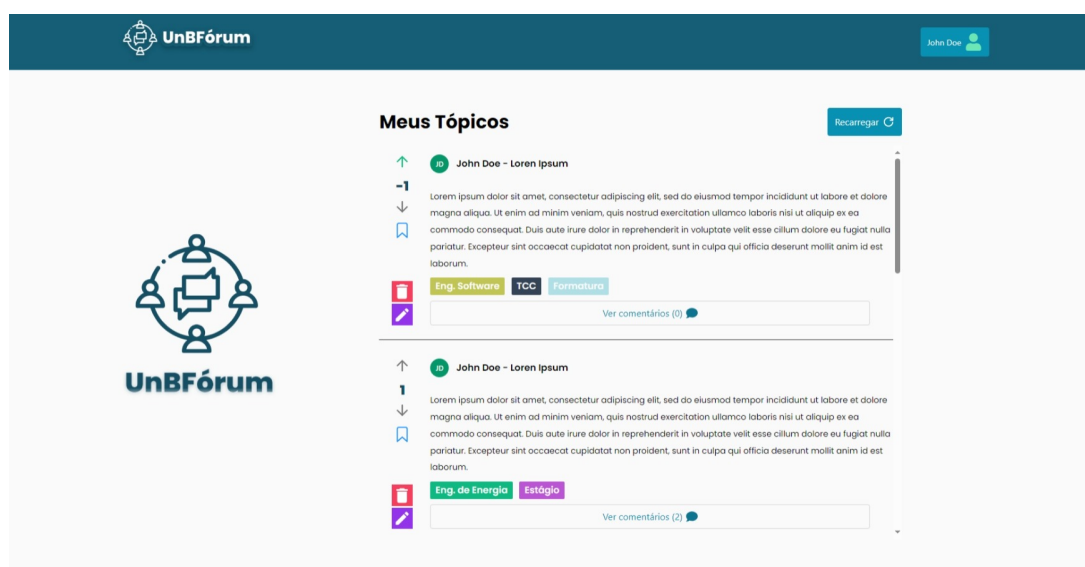 UnBFórum
John Doe
Meus Tópicos
Recarregar
JD John Doe - Loren Ipsum
-1
Lorem ipsum dolor sit amet, consectetur adipiscing elit, sed do eiusmod tempor incididunt ut labore et dolore
magna aliqua. Ut enim ad minim veniam, quis nostrud exercitation ullamco laboris nisi ut aliquip ex ea
commodo consequat. Duis aute irure dolor in reprehenderit in voluptate velit esse cillum dolore eu fugiat nulla
pariatur. Excepteur sint occaecat cupidatat non proident, sunt in culpa qui officia deserunt mollit anim id est
laborum.
Eng. Software TCC Formatura
Ver comentários (0)
UnBFórum
JD John Doe - Loren Ipsum
1
Lorem ipsum dolor sit amet, consectetur adipiscing elit, sed do eiusmod tempor incididunt ut labore et dolore
magna aliqua. Ut enim ad minim veniam, quis nostrud exercitation ullamco laboris nisi ut aliquip ex ea
commodo consequat. Duis aute irure dolor in reprehenderit in voluptate velit esse cillum dolore eu fugiat nulla
pariatur. Excepteur sint occaecat cupidatat non proident, sunt in culpa qui officia deserunt mollit anim id est
laborum.
Eng. de Energia Estágio
Ver comentários (2)